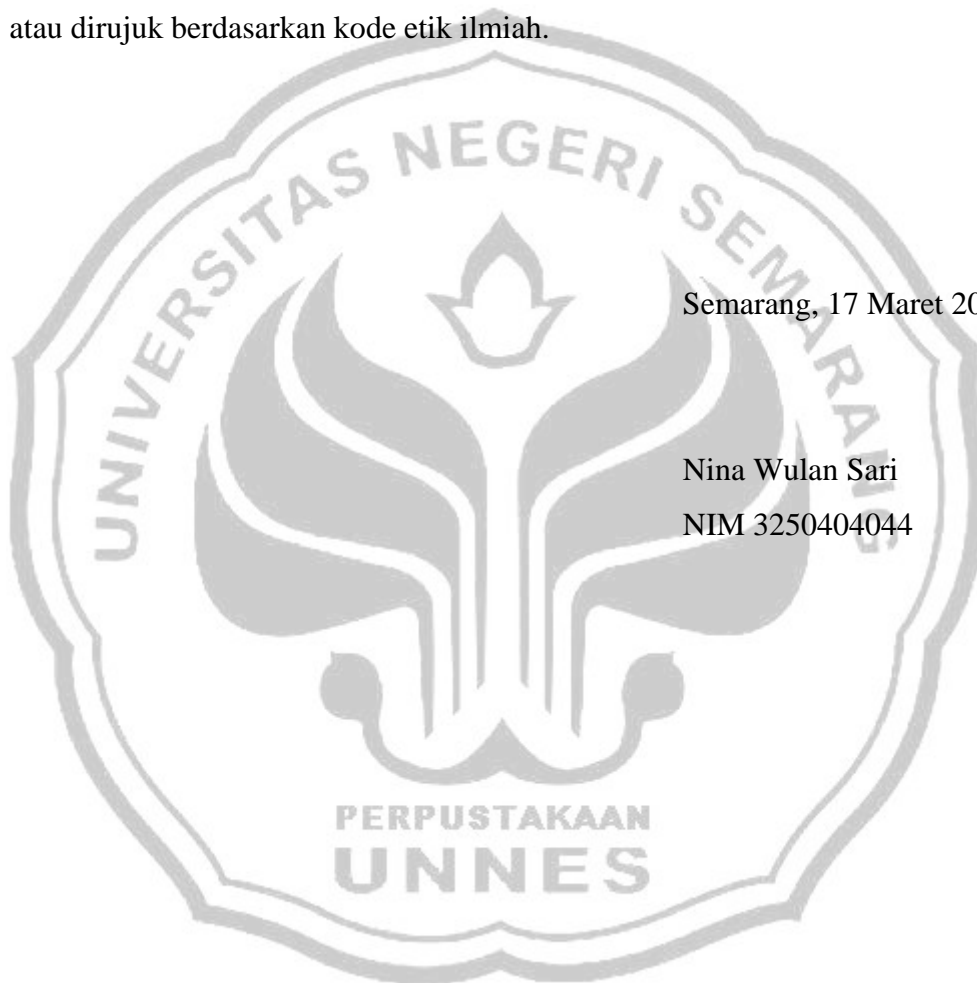 atau dirujuk berdasarkan kode etik ilmiah.
UNIVERSITAS NEGERI SEMARANG
Semarang, 17 Maret 20
Nina Wulan Sari
NIM 3250404044
PERPUSTAKAAN
UNNES